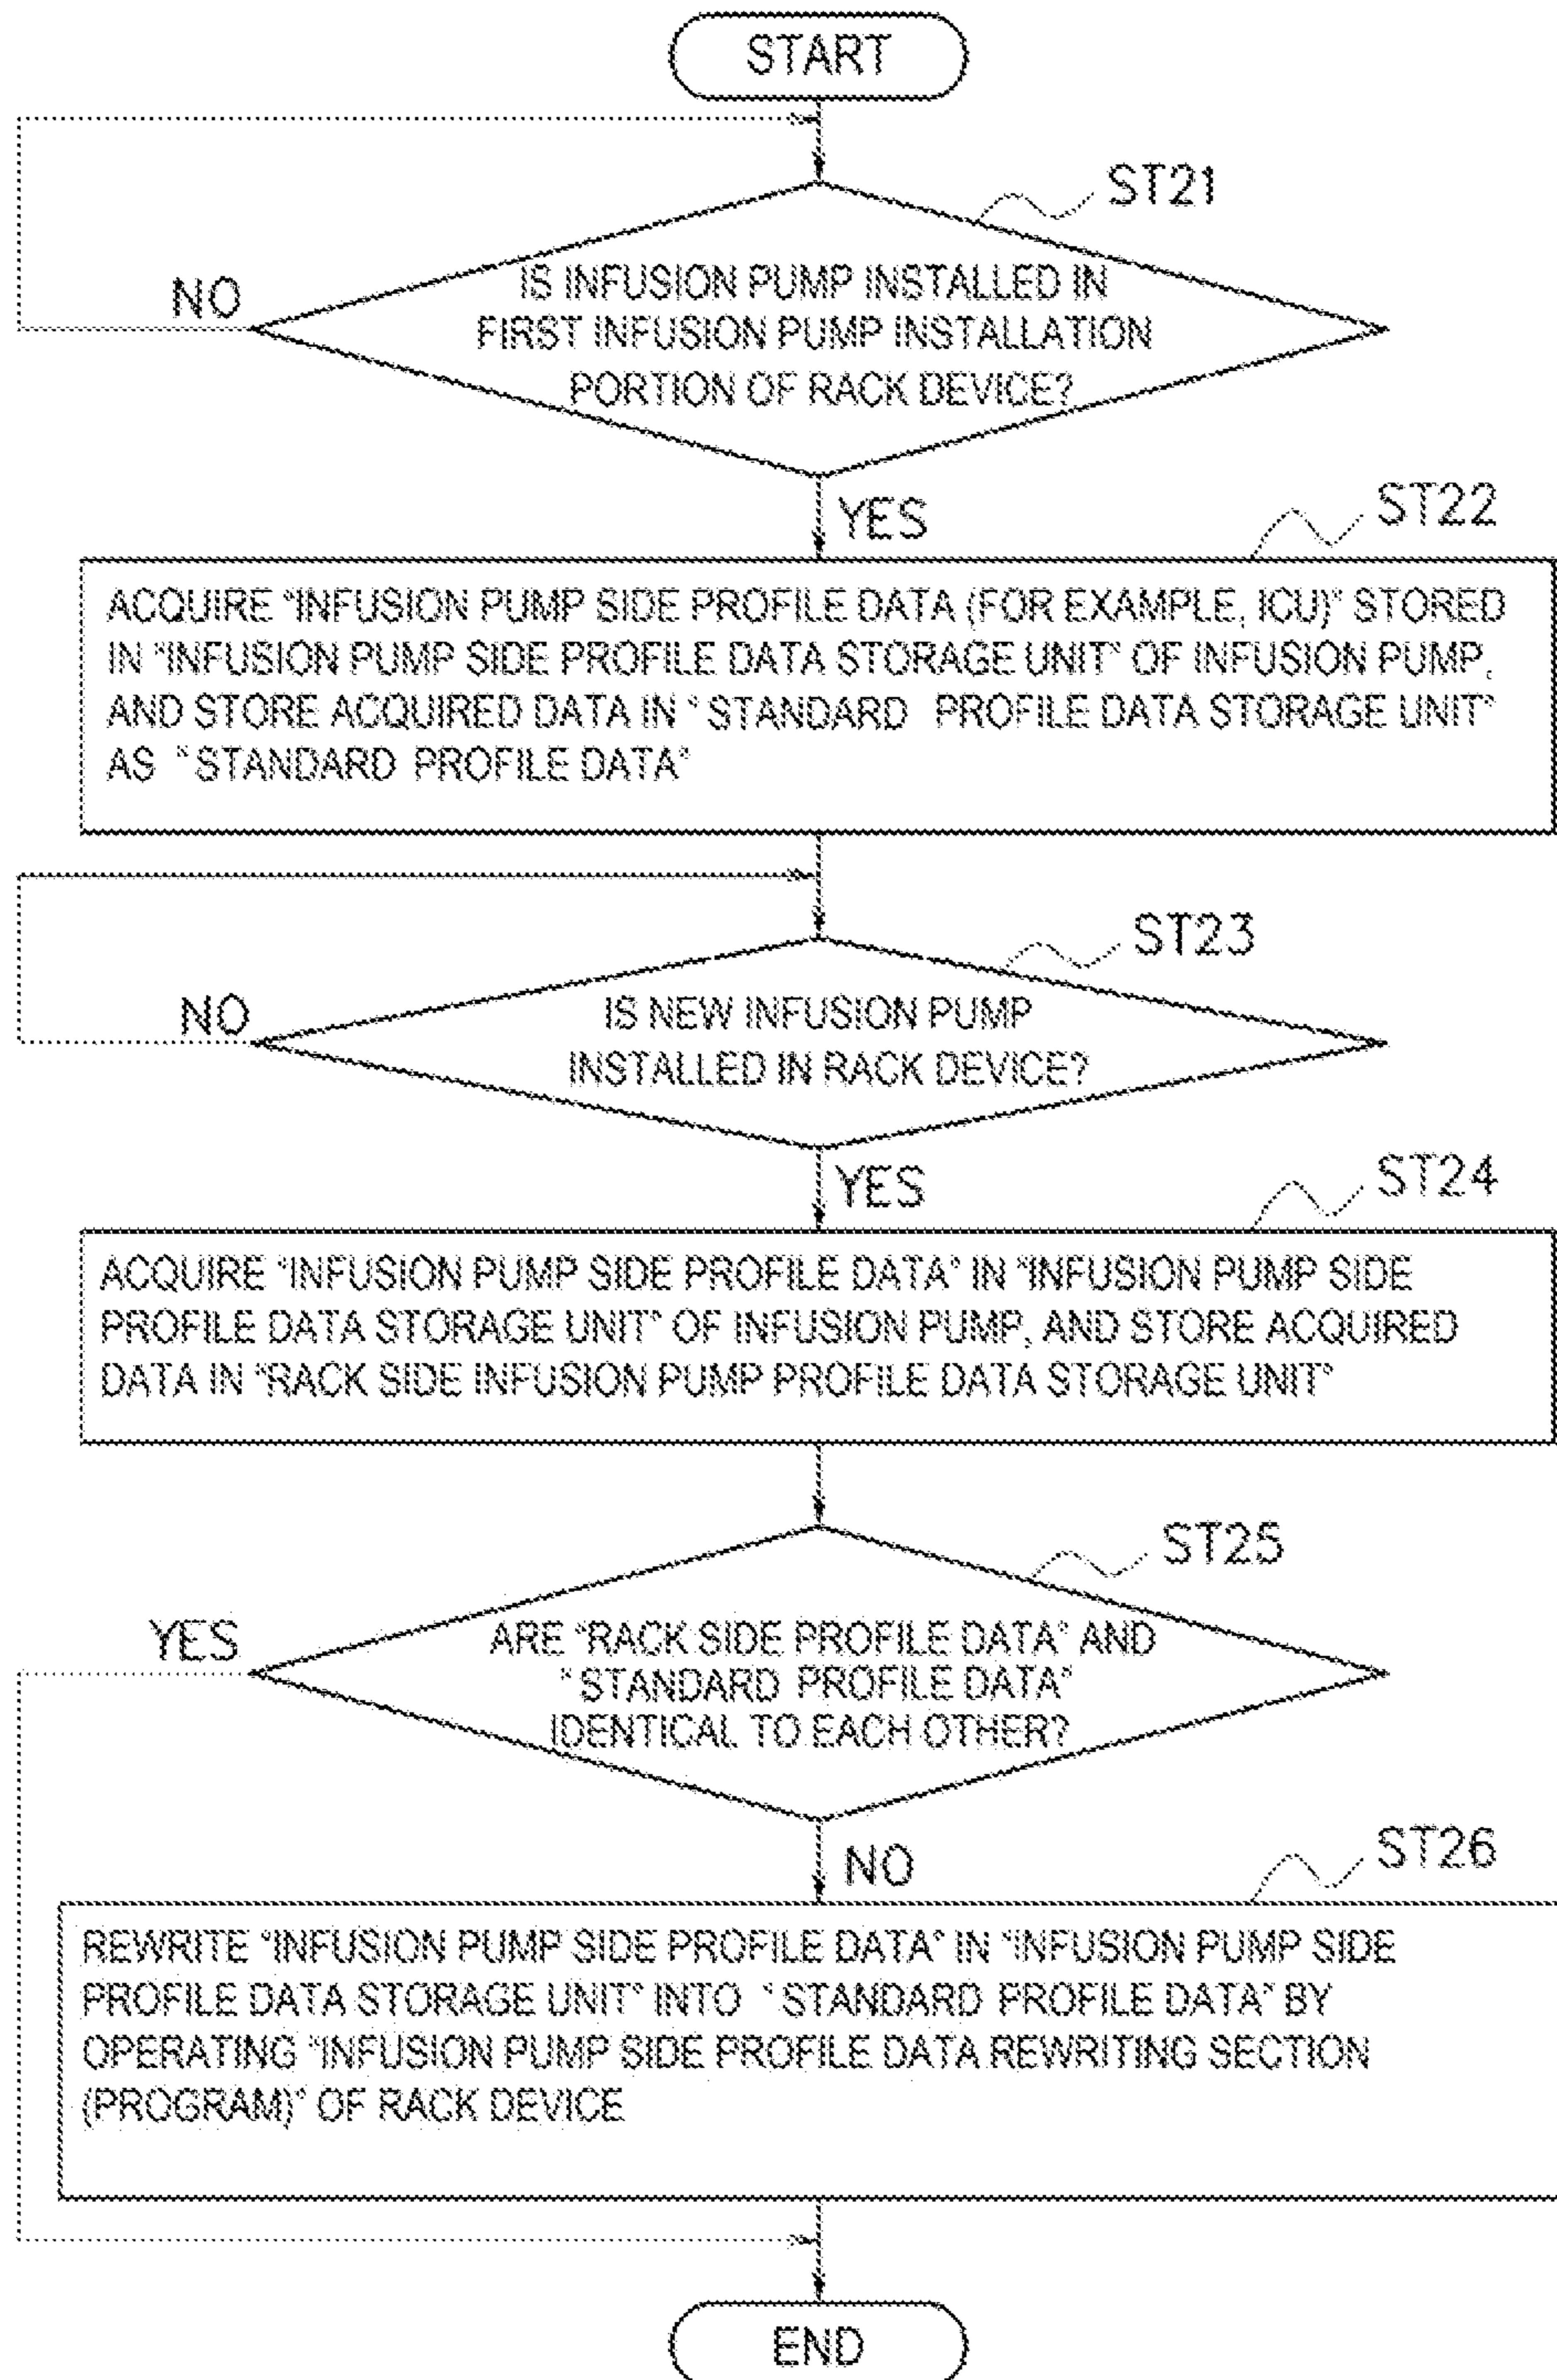 START
ST21
NO
IS INFUSION PUMP INSTALLED IN
FIRST INFUSION PUMP INSTALLATION
PORTION OF RACK DEVICE?
YES
ST22
ACQUIRE "INFUSION PUMP SIDE PROFILE DATA (FOR EXAMPLE, ICU)" STORED
IN "INFUSION PUMP SIDE PROFILE DATA STORAGE UNIT" OF INFUSION PUMP,
AND STORE ACQUIRED DATA IN "STANDARD PROFILE DATA STORAGE UNIT"
AS "STANDARD PROFILE DATA"
ST23
NO
IS NEW INFUSION PUMP
INSTALLED IN RACK DEVICE?
YES
ST24
ACQUIRE "INFUSION PUMP SIDE PROFILE DATA" IN "INFUSION PUMP SIDE
PROFILE DATA STORAGE UNIT" OF INFUSION PUMP, AND STORE ACQUIRED
DATA IN "RACK SIDE INFUSION PUMP PROFILE DATA STORAGE UNIT"
ST25
YES
ARE "RACK SIDE PROFILE DATA" AND
"STANDARD PROFILE DATA"
IDENTICAL TO EACH OTHER?
NO
ST26
REWRITE "INFUSION PUMP SIDE PROFILE DATA" IN "INFUSION PUMP SIDE
PROFILE DATA STORAGE UNIT" INTO "STANDARD PROFILE DATA" BY
OPERATING "INFUSION PUMP SIDE PROFILE DATA REWRITING SECTION
(PROGRAM)" OF RACK DEVICE
END